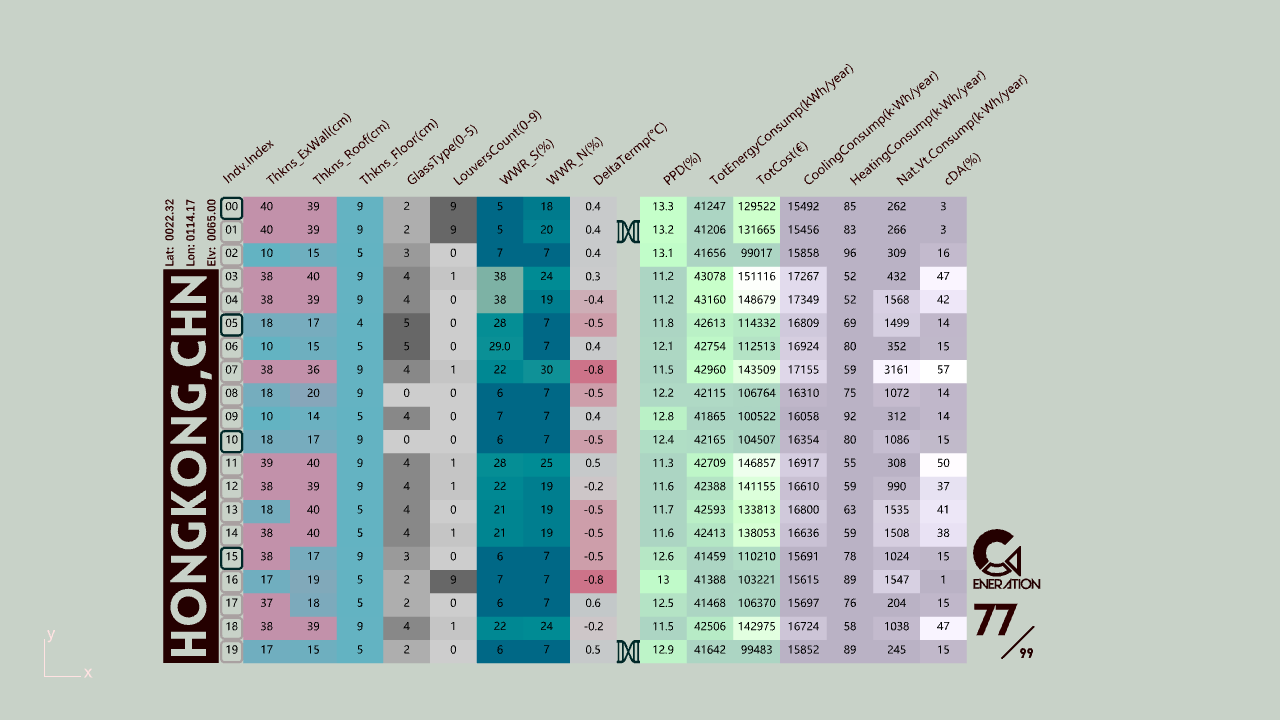 Indv.Index Thkns_ExWall(cm) Thkns_Roof(cm) Thkns_Floor(cm) GlassType(0-5) LouversCount(0-9) WWR_S(%) WWR_N(%) DeltaTermp(°C) PPD(%) TotEnergyConsump(kWh/year) TotCost(€) CoolingConsump(k·Wh/year) HeatingConsump(k·Wh/year) Nat.Vt.Consump(k·Wh/year) cDA(%)
Lat: 0022.32
Lon: 0114.17
Elv: 0065.00
HONGKONG,CHN
00 40 39 9 2 9 5 18 0.4 13.3 41247 129522 15492 85 262 3
01 40 39 9 2 9 5 20 0.4 13.2 41206 131665 15456 83 266 3
02 10 15 5 3 0 7 7 0.4 13.1 41656 99017 15858 96 309 16
03 38 40 9 4 1 38 24 0.3 11.2 43078 151116 17267 52 432 47
04 38 39 9 4 0 38 19 -0.4 11.2 43160 148679 17349 52 1568 42
05 18 17 4 5 0 28 7 -0.5 11.8 42613 114332 16809 69 1499 14
06 10 15 5 5 0 29.0 7 0.4 12.1 42754 112513 16924 80 352 15
07 38 36 9 4 1 22 30 -0.8 11.5 42960 143509 17155 59 3161 57
08 18 20 9 0 0 6 7 -0.5 12.2 42115 106764 16310 75 1072 14
09 10 14 5 4 0 7 7 0.4 12.8 41865 100522 16058 92 312 14
10 18 17 9 0 0 6 7 -0.5 12.4 42165 104507 16354 80 1086 15
11 39 40 9 4 1 28 25 0.5 11.3 42709 146857 16917 55 308 50
12 38 39 9 4 1 22 19 -0.2 11.6 42388 141155 16610 59 990 37
13 18 40 5 4 0 21 19 -0.5 11.7 42593 133813 16800 63 1535 41
14 38 40 5 4 1 21 19 -0.5 11.6 42413 138053 16636 59 1508 38
15 38 17 9 3 0 6 7 -0.5 12.6 41459 110210 15691 78 1024 15
16 17 19 5 2 9 7 7 -0.8 13 41388 103221 15615 89 1547 1
17 37 18 5 2 0 6 7 0.6 12.5 41468 106370 15697 76 204 15
18 38 39 9 4 1 22 24 -0.2 11.5 42506 142975 16724 58 1038 47
19 17 15 5 2 0 6 7 0.5 12.9 41642 99483 15852 89 245 15
ENERATION
77/99
y
x